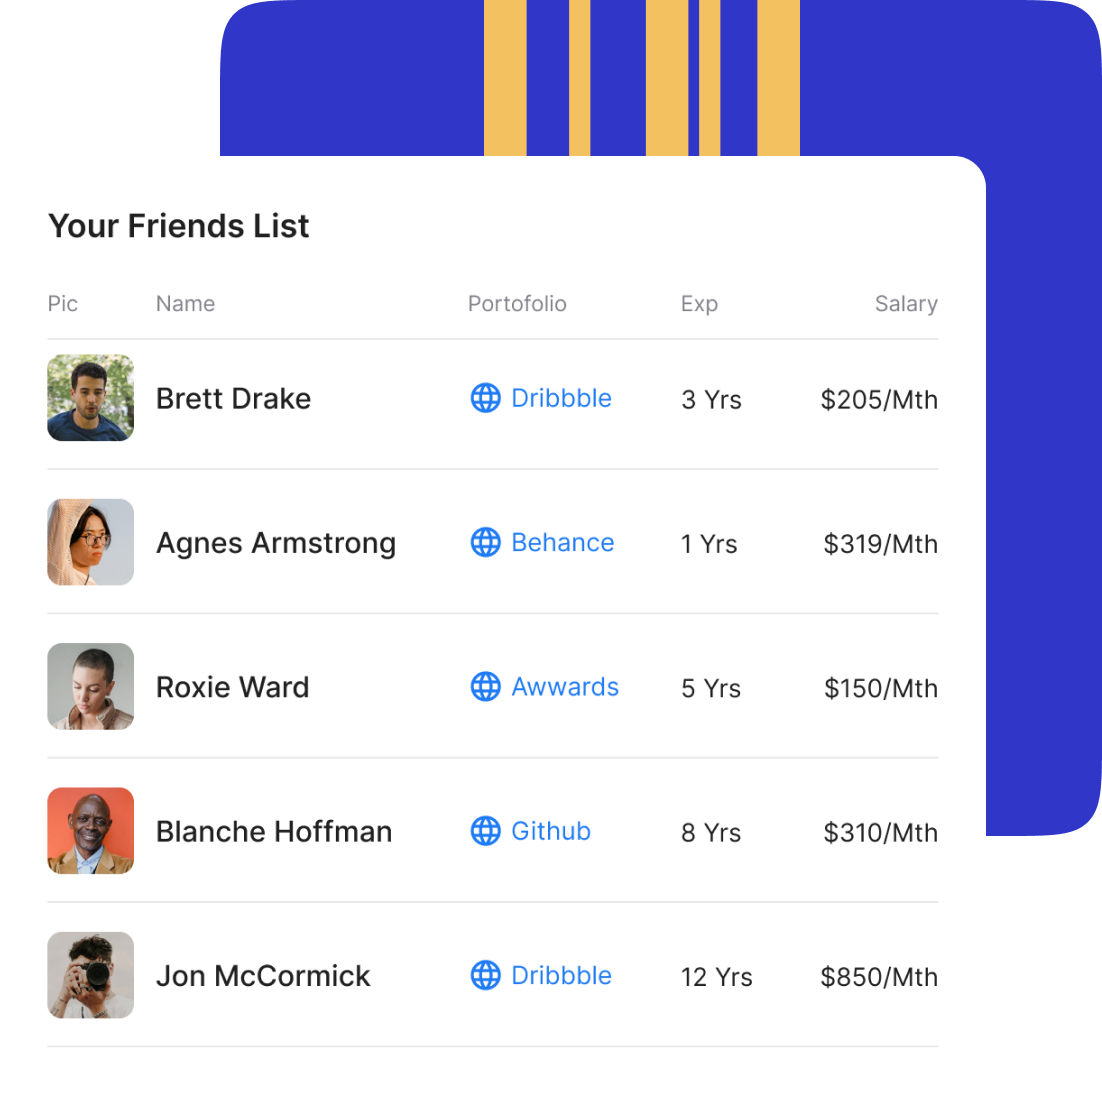 Your Friends List
Pic Name Portofolio Exp Salary
Brett Drake Dribbble 3 Yrs $205/Mth
Agnes Armstrong Behance 1 Yrs $319/Mth
Roxie Ward Awwards 5 Yrs $150/Mth
Blanche Hoffman Github 8 Yrs $310/Mth
Jon McCormick Dribbble 12 Yrs $850/Mth